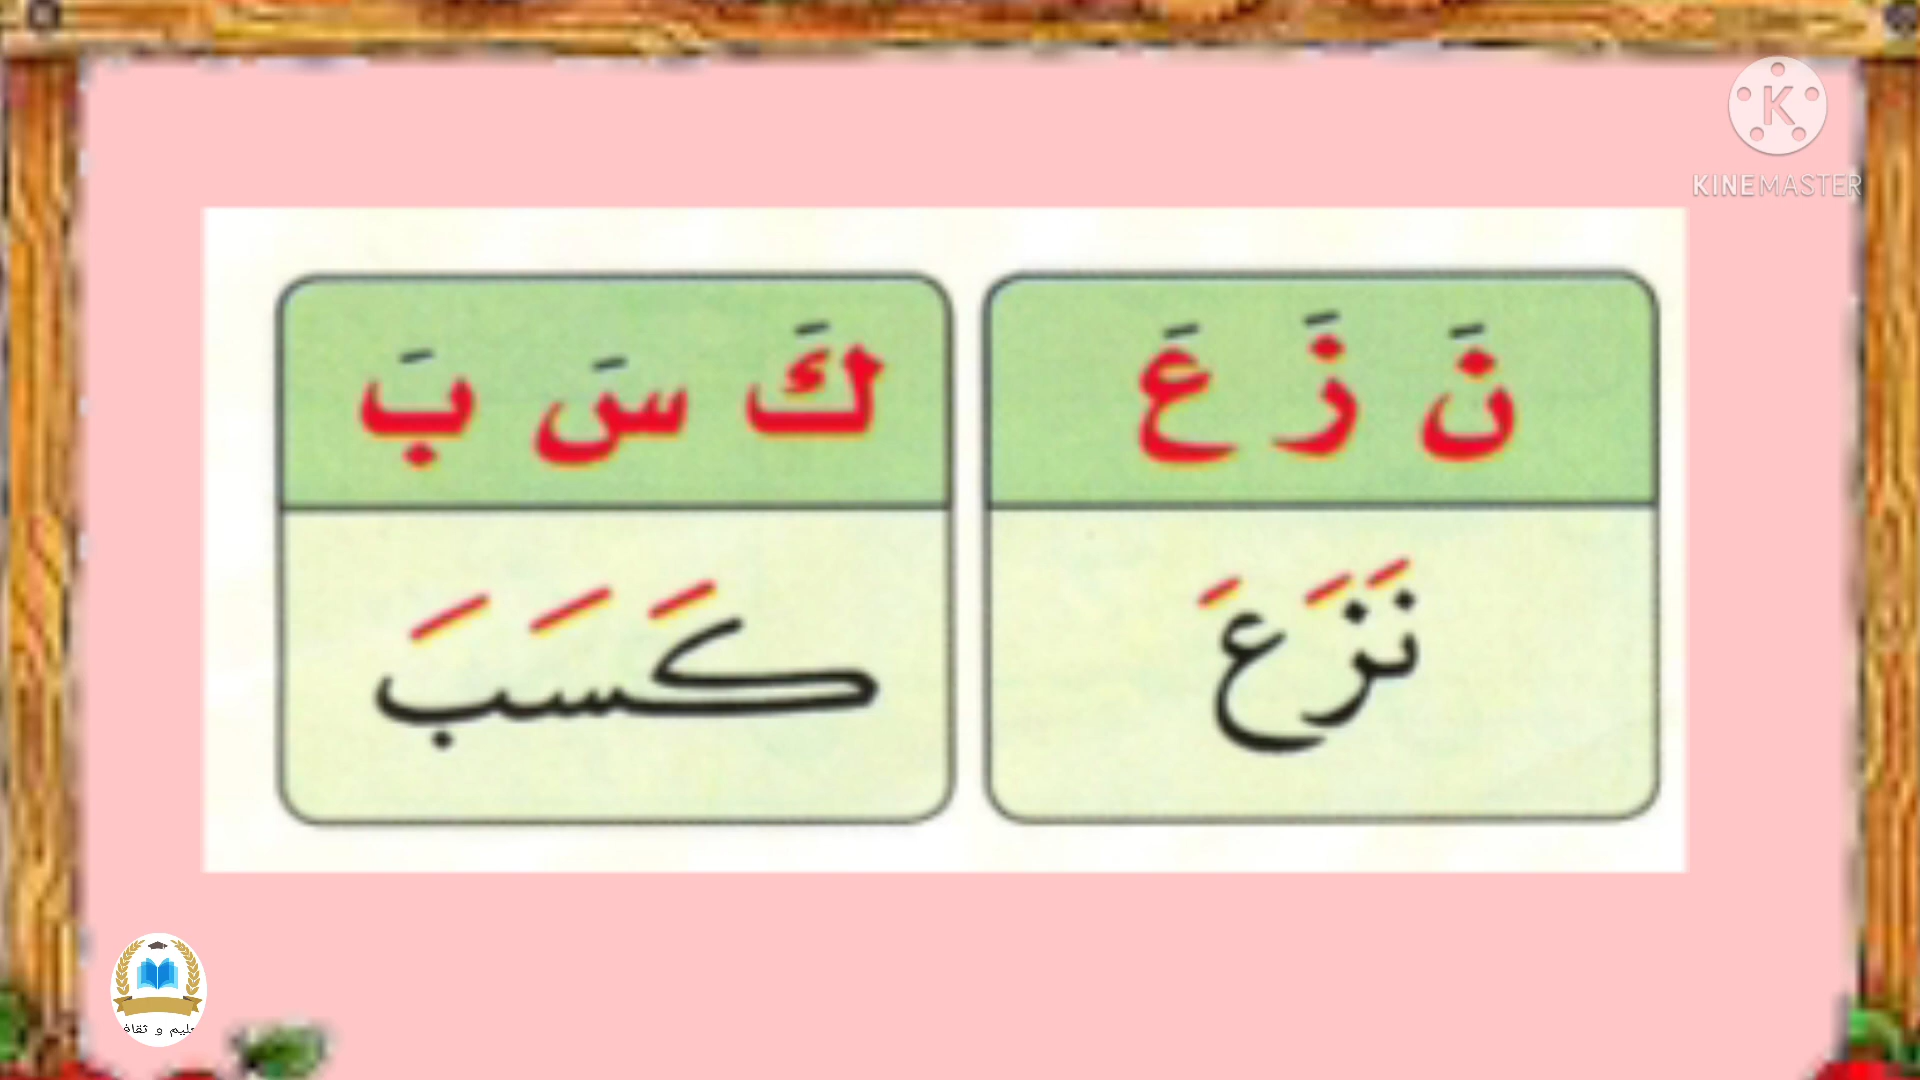 KINEMASTER
نَ زَ عَ
نَزَعَ
كَ سَ بَ
كَسَبَ